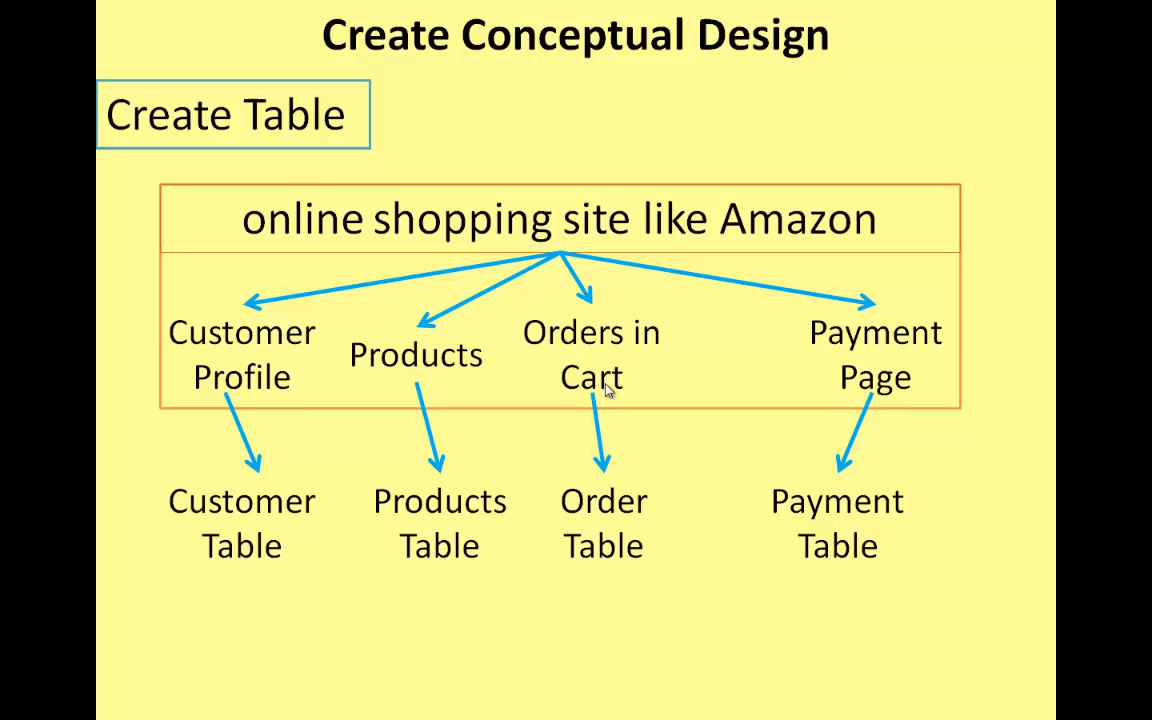 Create Conceptual Design
Create Table
online shopping site like Amazon
Customer
Profile
Products
Orders in
Cart
Payment
Page
Customer
Table
Products
Table
Order
Table
Payment
Table